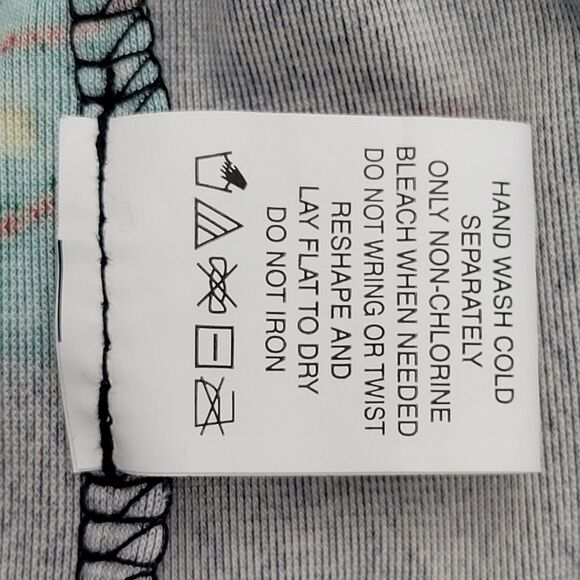 HAND WASH COLD
SEPARATELY
ONLY NON-CHLORINE
BLEACH WHEN NEEDED
DO NOT WRING OR TWIST
RESHAPE AND
LAY FLAT TO DRY
DO NOT IRON